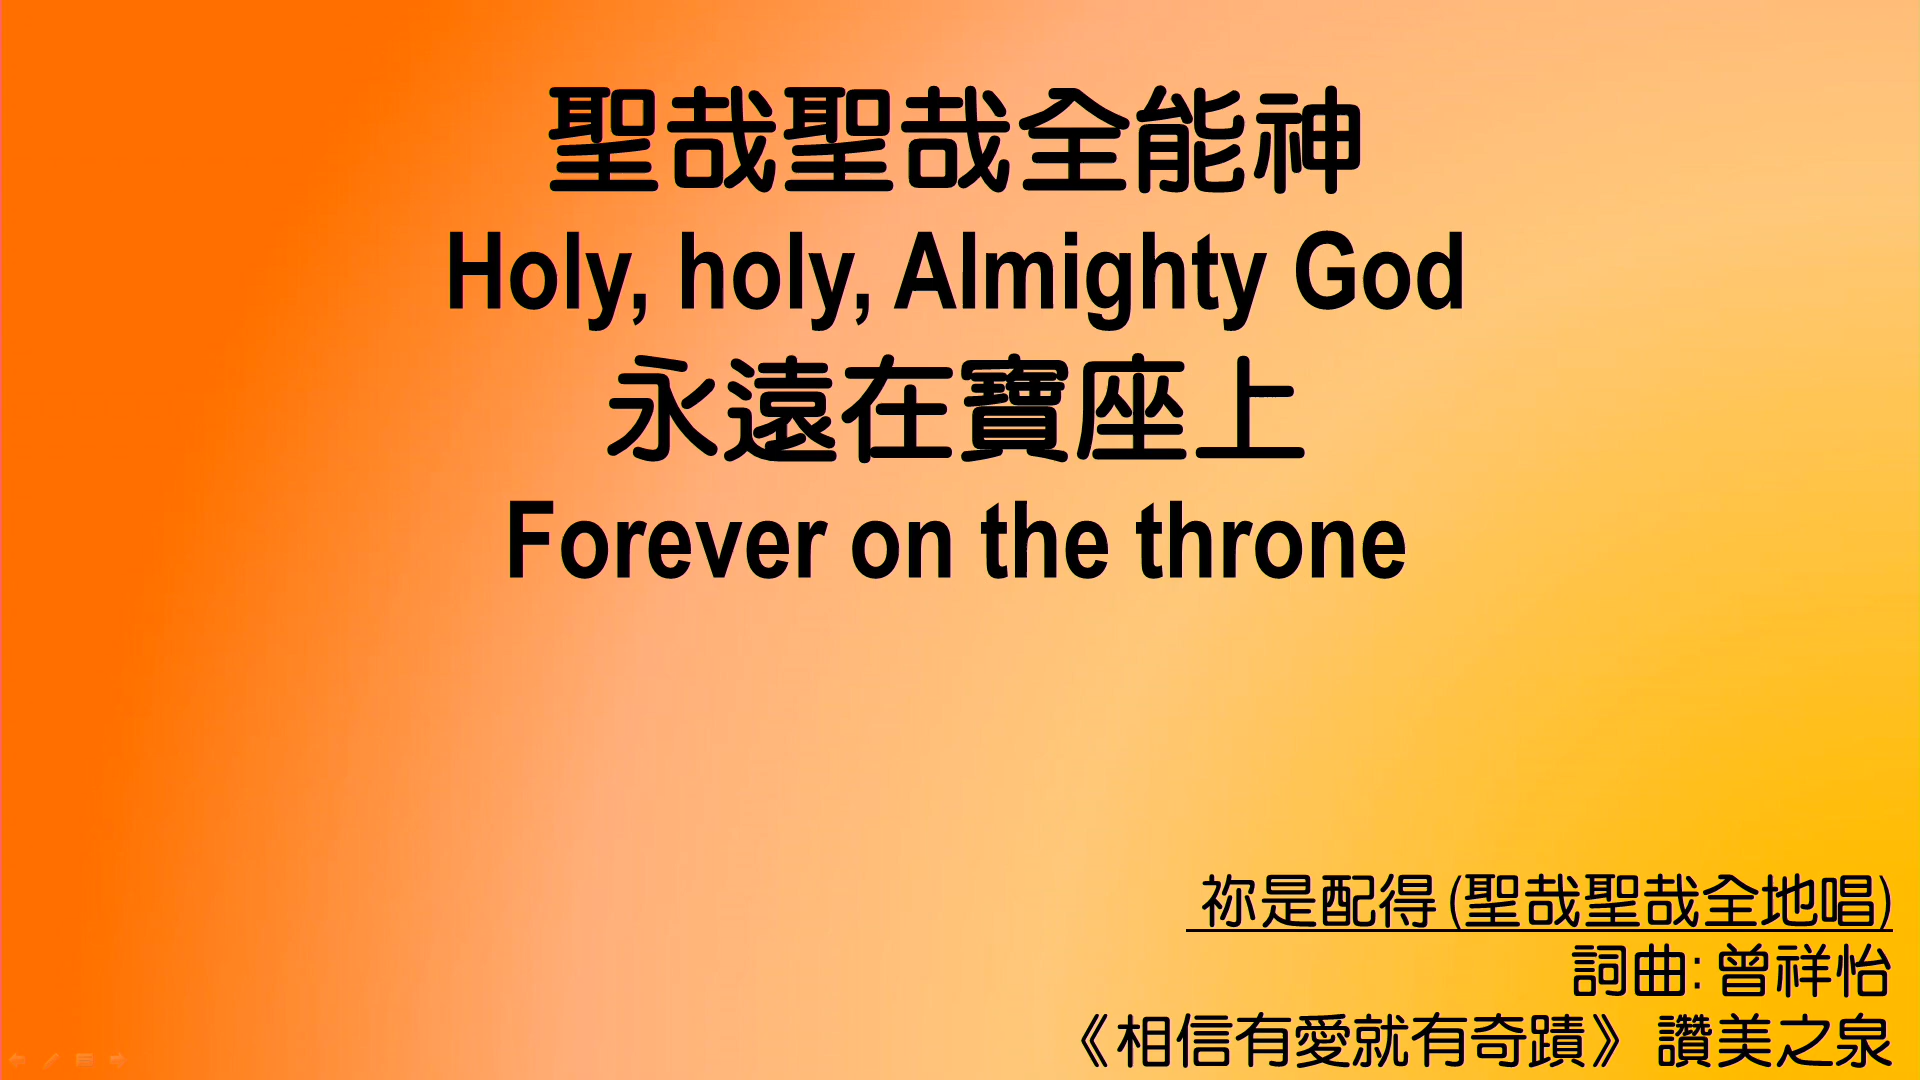 聖哉聖哉全能神
Holy, holy, Almighty God
永遠在寶座上
Forever on the throne
祢是配得 (聖哉聖哉全地唱)
詞曲: 曾祥怡
《相信有愛就有奇蹟》 讚美之泉